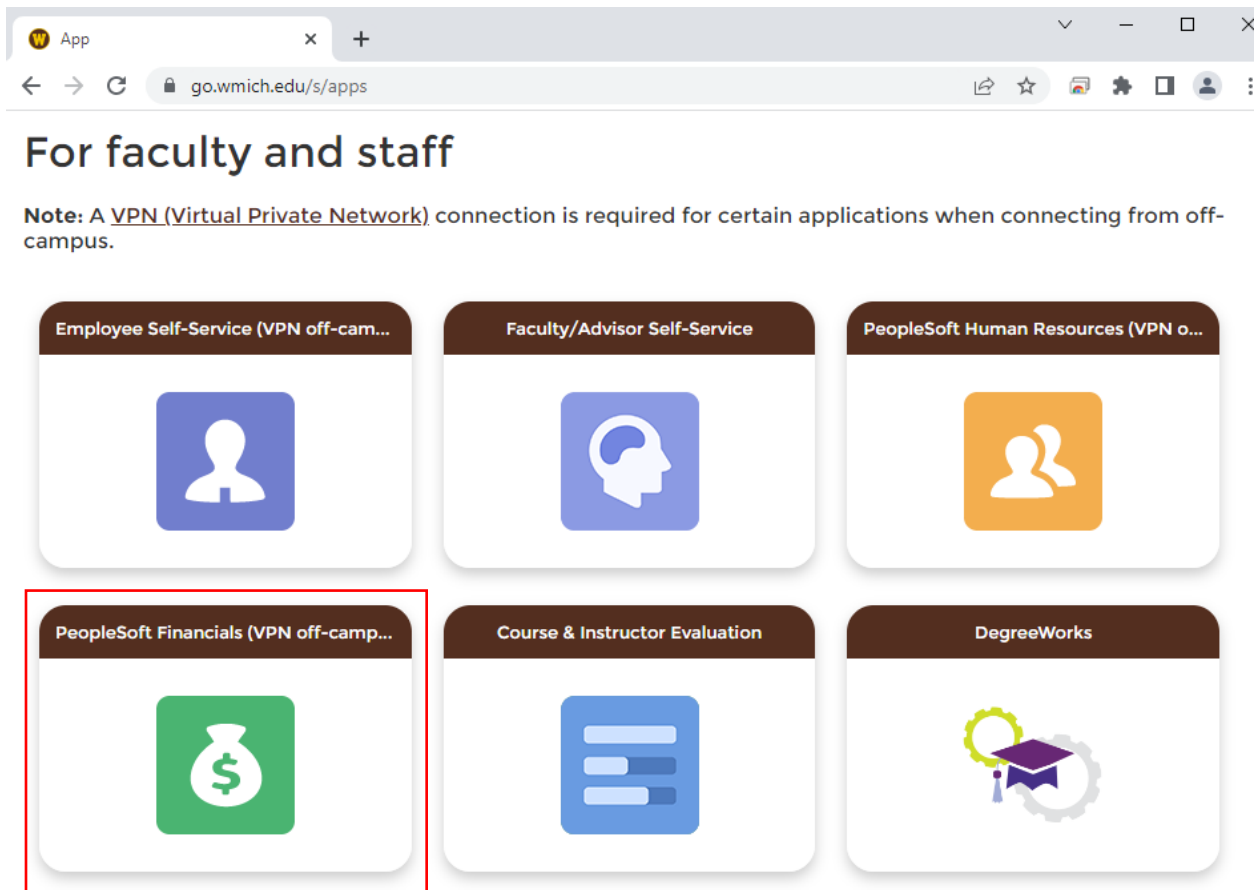 App
go.wmich.edu/s/apps
For faculty and staff
Note: A VPN (Virtual Private Network) connection is required for certain applications when connecting from off-
campus.
Employee Self-Service (VPN off-cam...
Faculty/Advisor Self-Service
PeopleSoft Human Resources (VPN o...
PeopleSoft Financials (VPN off-camp...
Course & Instructor Evaluation
DegreeWorks
$